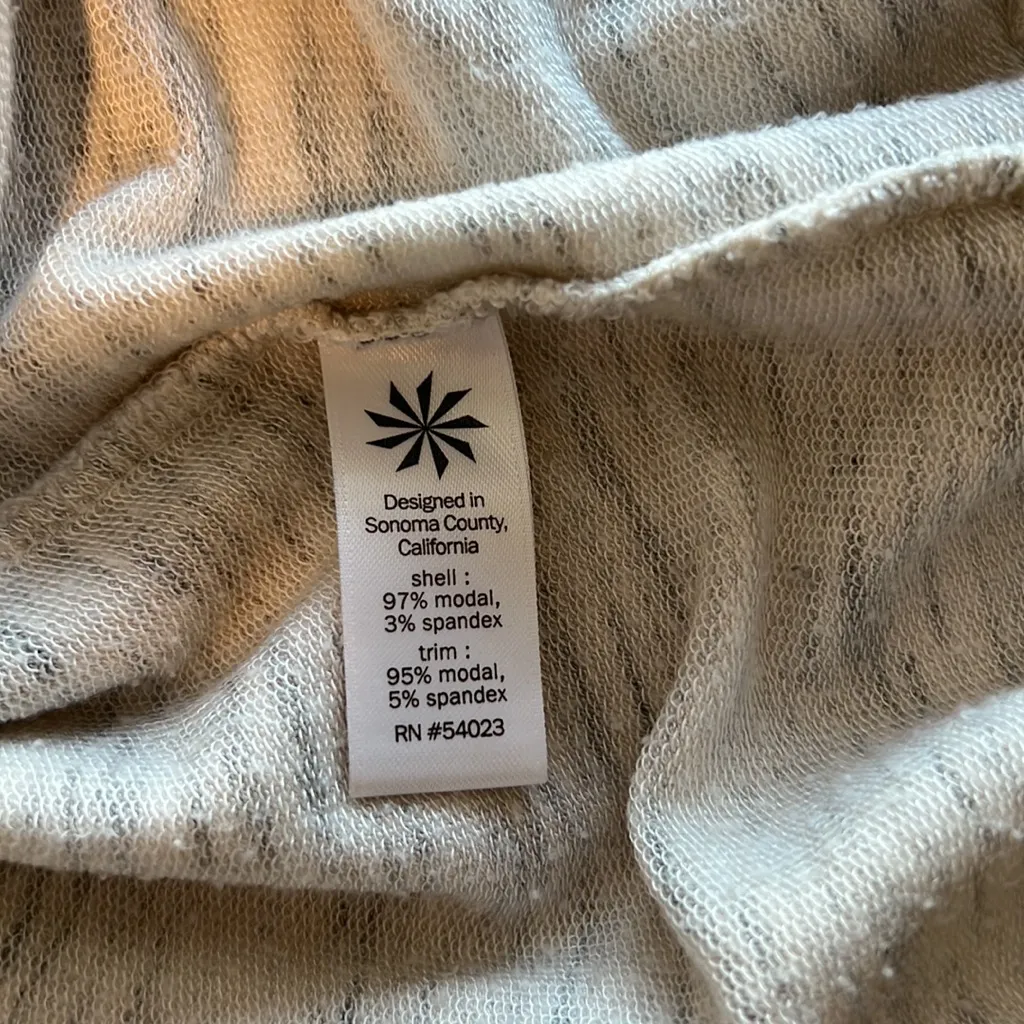 Designed in
Sonoma County,
California
shell :
97% modal,
3% spandex
trim :
95% modal,
5% spandex
RN #54023